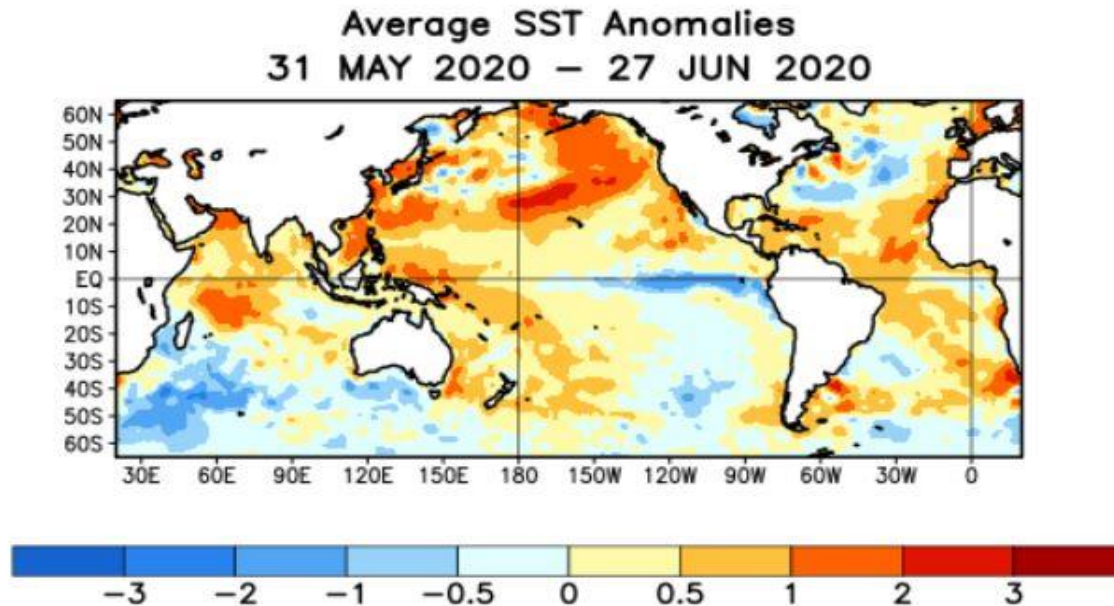 Average SST Anomalies
31 MAY 2020 – 27 JUN 2020
60N
50N
40N
30N
20N
10N
EQ
10S
20S
30S
40S
50S
60S
30E 60E 90E 120E 150E 180 150W 120W 90W 60W 30W 0
−3 −2 −1 −0.5 0 0.5 1 2 3